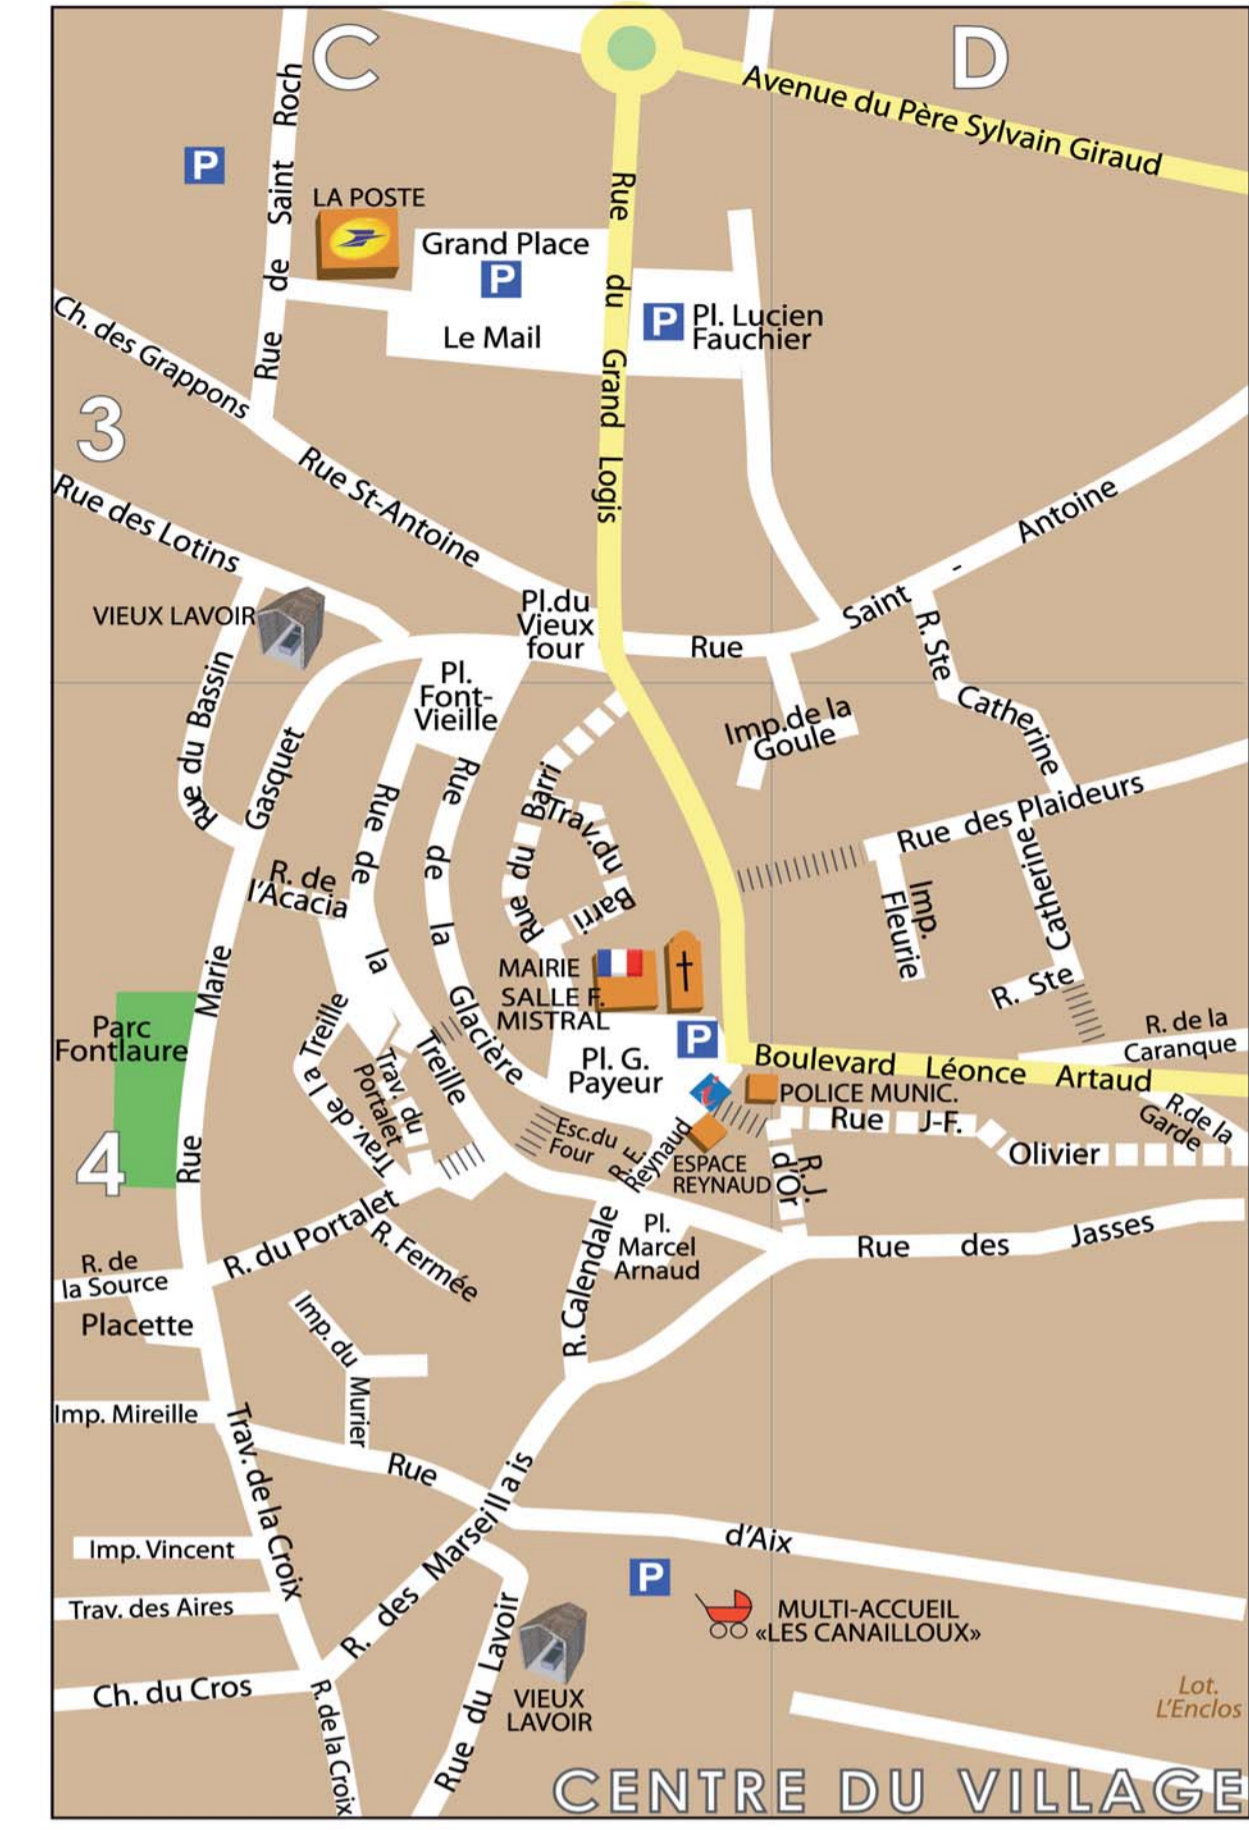 C
D
Avenue du Père Sylvain Giraud
Rue de Saint Roch
P
LA POSTE
Grand Place
P
Le Mail
Rue du Grand Logis
P
Pl. Lucien
Fauchier
Ch. des Grappons
3
Rue St-Antoine
Rue des Lotins
VIEUX LAVOIR
Pl.du
Vieux
four
Rue Saint - Antoine
R. Ste Catherine
Pl.
Font-
Vieille
Imp.de la
Goule
Rue du Bassin
Rue Marie Gasquet
Rue de la Treille
Rue de la Glacière
Rue du Barri
Trav.du Barri
Rue des Plaideurs
R. de
l'Acacia
Imp.
Fleurie
R. Ste Catherine
MAIRIE
SALLE F.
MISTRAL
P
Parc
Fontlaure
Trav. de la Treille
Trav. du
Portalet
Pl. G.
Payeur
i
Boulevard Léonce Artaud
R. de la
Caranque
POLICE MUNIC.
R.de la
Garde
Rue J-F. Olivier
4
Esc.du
Four
R. E.
Reynaud
ESPACE
REYNAUD
R. J.
d'Or
R. du Portalet
R. Fermée
R. Calendale
Pl.
Marcel
Arnaud
Rue des Jasses
R. de
la Source
Placette
Imp. du Murier
Imp. Mireille
Trav. de la Croix
Rue d'Aix
R. des Marseillais
Imp. Vincent
P
Trav. des Aires
MULTI-ACCUEIL
«LES CANAILLOUX»
Ch. du Cros
Rue du Lavoir
VIEUX
LAVOIR
R. de la Croix
Lot.
L'Enclos
CENTRE DU VILLAGE